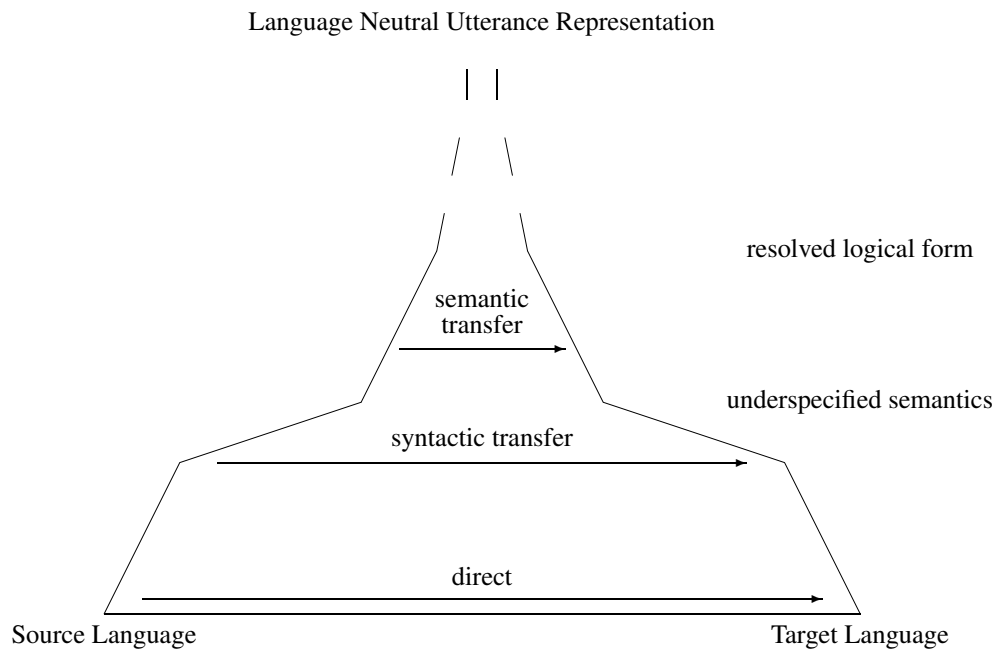 Language Neutral Utterance Representation
resolved logical form
semantic
transfer
underspecified semantics
syntactic transfer
direct
Source Language
Target Language